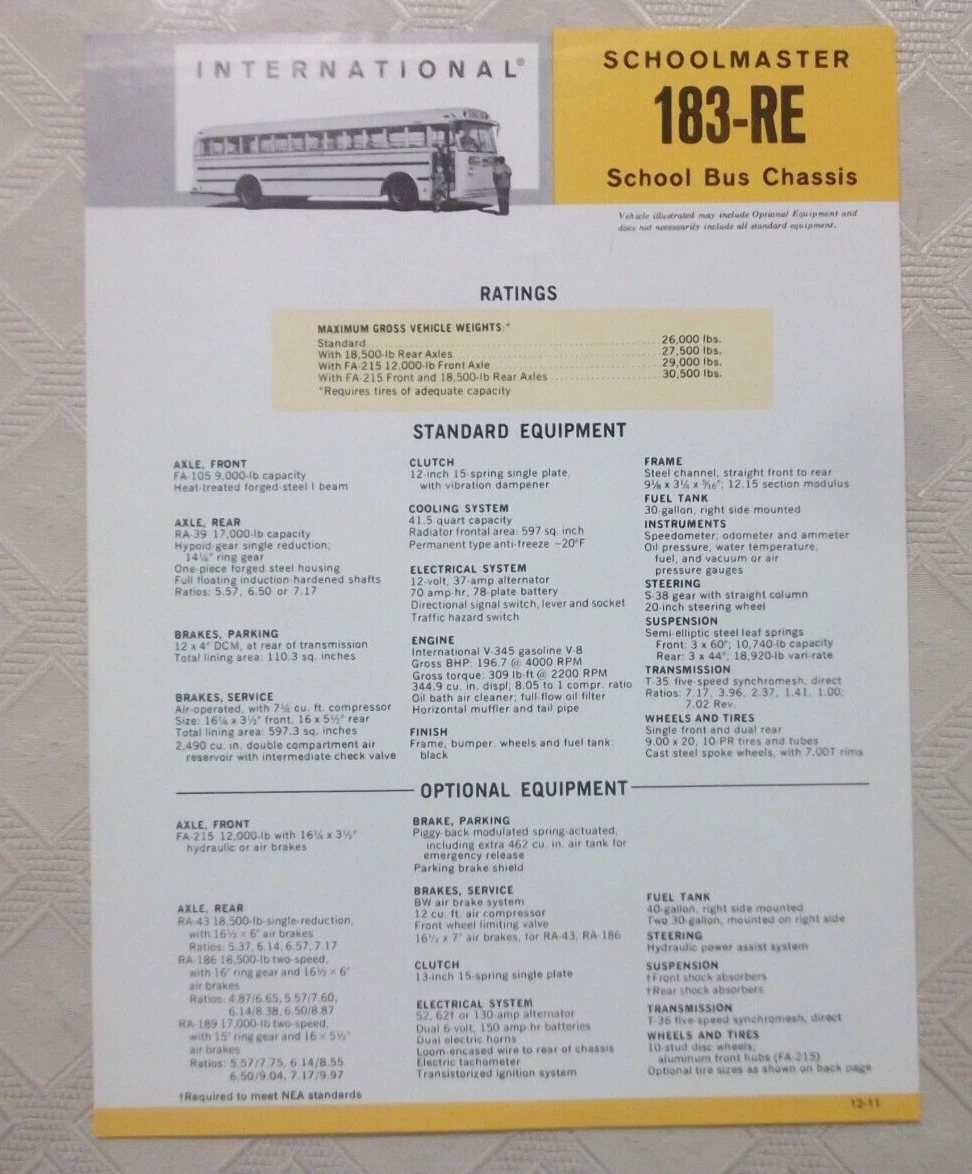 INTERNATIONAL®
SCHOOLMASTER
183-RE
School Bus Chassis
Vehicle illustrated may include Optional Equipment and
does not necessarily include all standard equipment.
RATINGS
MAXIMUM GROSS VEHICLE WEIGHTS:*
Standard 26,000 lbs.
With 18,500-lb Rear Axles 27,500 lbs.
With FA-215 12,000-lb Front Axle 29,000 lbs.
With FA-215 Front and 18,500-lb Rear Axles 30,500 lbs.
*Requires tires of adequate capacity
STANDARD EQUIPMENT
AXLE, FRONT
FA-105 9,000-lb capacity
Heat-treated forged-steel I beam
AXLE, REAR
RA-39 17,000-lb capacity
Hypoid-gear single reduction,
ring gear
One-piece forged steel housing
Full floating induction-hardened shafts
Ratios: 5.57, 6.50 or 7.17
BRAKES, PARKING
12 x 4" DCM, at rear of transmission
Total lining area: 110.3 sq. inches
BRAKES, SERVICE
Air-operated, with 7¼ cu. ft. compressor
Size: 16¼ x 3½" front, 16 x 5½" rear
Total lining area: 597.3 sq. inches
2,490 cu. in. double compartment air
reservoir with intermediate check valve
CLUTCH
12-inch 15-spring single plate,
with vibration dampener
COOLING SYSTEM
41.5 quart capacity
Radiator frontal area: 597 sq. inch
Permanent type anti-freeze −20°F
ELECTRICAL SYSTEM
12-volt, 37-amp alternator
70 amp-hr, 78-plate battery
Directional signal switch, lever and socket
Traffic hazard switch
ENGINE
International V-345 gasoline V-8
Gross BHP: 196.7 @ 4000 RPM
Gross torque: 309 lb-ft @ 2200 RPM
344.9 cu. in. displ, 8.05 to 1 compr. ratio
Oil bath air cleaner; full-flow oil filter
Horizontal muffler and tail pipe
FINISH
Frame, bumper, wheels and fuel tank:
black
FRAME
Steel channel, straight front to rear
9⅛ x 3¼ x 5⁄16"; 12.15 section modulus
FUEL TANK
30-gallon, right side mounted
INSTRUMENTS
Speedometer, odometer and ammeter
Oil pressure, water temperature,
fuel, and vacuum or air
pressure gauges
STEERING
S-38 gear with straight column
20-inch steering wheel
SUSPENSION
Semi-elliptic steel leaf springs
Front: 3 x 60"; 10,740-lb capacity
Rear: 3 x 44"; 18,920-lb vari-rate
TRANSMISSION
T-35 five-speed synchromesh, direct
Ratios: 7.17, 3.96, 2.37, 1.41, 1.00;
7.02 Rev.
WHEELS AND TIRES
Single front and dual rear
9.00 x 20, 10-PR tires and tubes
Cast steel spoke wheels, with 7.00T rims
OPTIONAL EQUIPMENT
AXLE, FRONT
FA-215 12,000-lb with 16¼ x 3½"
hydraulic or air brakes
AXLE, REAR
RA-43 18,500-lb-single-reduction,
with 16½ x 6" air brakes
Ratios: 5.37, 6.14, 6.57, 7.17
RA-186 18,500-lb two-speed,
with 16" ring gear and 16½ x 6"
air brakes
Ratios: 4.87/6.65, 5.57/7.60,
6.14/8.38, 6.50/8.87
RA-189 17,000-lb two-speed,
with 15" ring gear and 16 x 5½"
air brakes
Ratios: 5.57/7.75, 6.14/8.55
6.50/9.04, 7.17/9.97
†Required to meet NEA standards
BRAKE, PARKING
Piggy-back modulated spring-actuated,
including extra 462 cu. in. air tank for
emergency release
Parking brake shield
BRAKES, SERVICE
BW air brake system
12 cu. ft. air compressor
Front wheel limiting valve
16½ x 7" air brakes, for RA-43, RA-186
CLUTCH
13-inch 15-spring single plate
ELECTRICAL SYSTEM
52, 62† or 130-amp alternator
Dual 6-volt, 150 amp-hr batteries
Dual electric horns
Loom-encased wire to rear of chassis
Electric tachometer
Transistorized ignition system
FUEL TANK
40-gallon, right side mounted
Two 30-gallon, mounted on right side
STEERING
Hydraulic power assist system
SUSPENSION
†Front shock absorbers
†Rear shock absorbers
TRANSMISSION
T-36 five-speed synchromesh, direct
WHEELS AND TIRES
10-stud disc wheels,
aluminum front hubs (FA-215)
Optional tire sizes as shown on back page
12-11